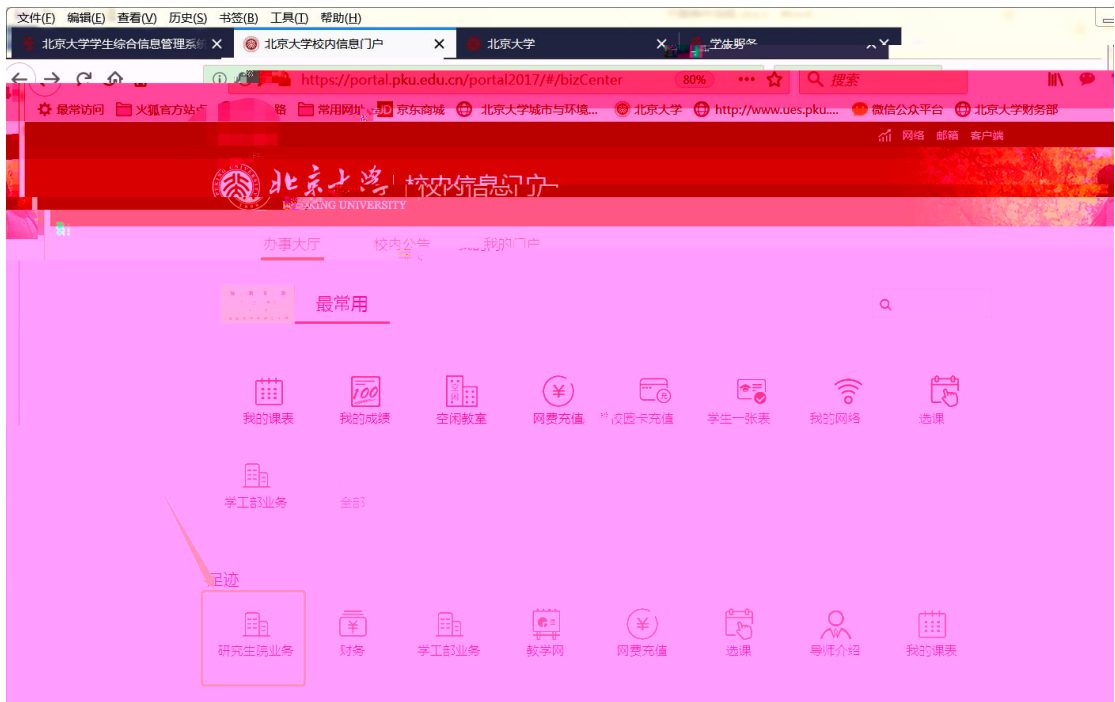 文件(F) 编辑(E) 查看(V) 历史(S) 书签(B) 工具(T) 帮助(H)
北京大学学生综合信息管理系统 北京大学校内信息门户 北京大学
https://portal.pku.edu.cn/portal2017/#/bizCenter 80% 搜索
最常访问 火狐官方站点 常用网址 JD 京东商城 北京大学城市与环境... 北京大学 http://www.ues.pku.... 微信公众平台 北京大学财务部
网络 邮箱 客户端
北京大学 校内信息门户
PEKING UNIVERSITY
办事大厅 校内公告 我的门户
最常用
我的课表 我的成绩 空闲教室 网费充值 校园卡充值 学生一张表 我的网络 选课
学工部业务 全部
足迹
研究生院业务 财务 学工部业务 教学网 网费充值 选课 导师介绍 我的课表